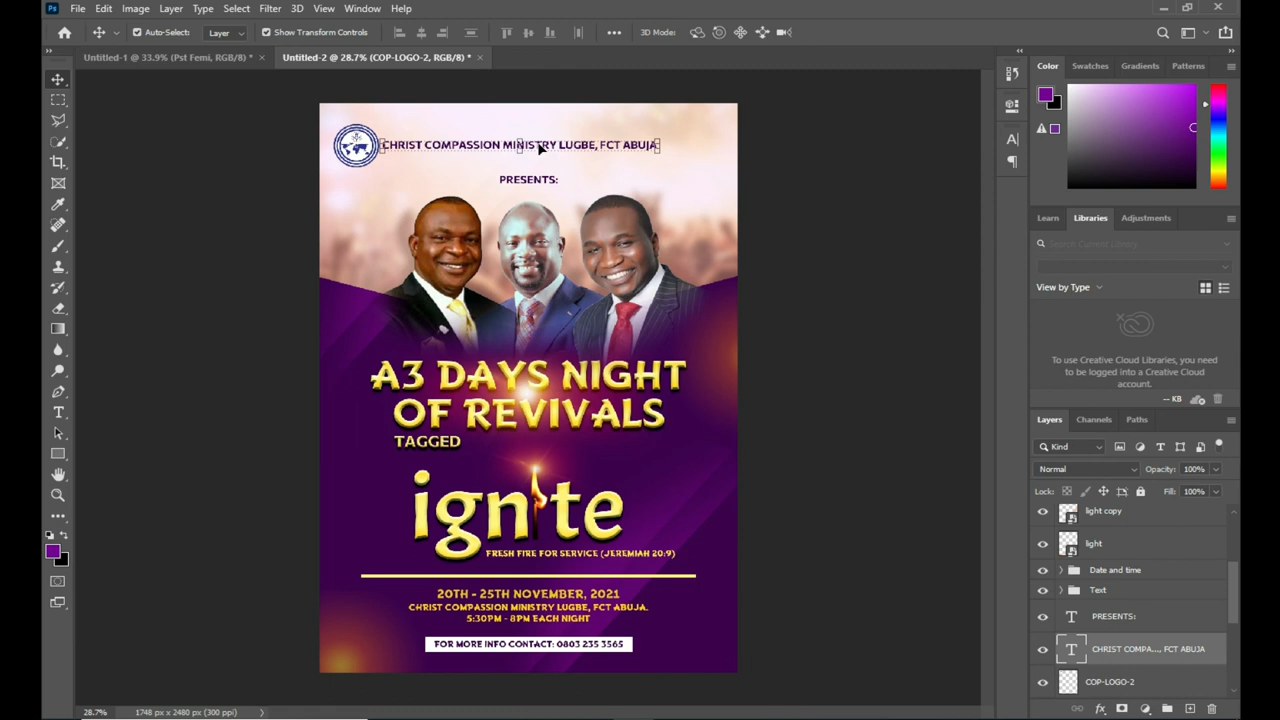 Ps File Edit Image Layer Type Select Filter 3D View Window Help
Auto-Select: Layer Show Transform Controls 3D Mode:
Untitled-1 @ 33.9% (Pst Femi, RGB/8) * × Untitled-2 @ 28.7% (COP-LOGO-2, RGB/8) * ×
CHRIST COMPASSION MINISTRY LUGBE, FCT ABUJA
PRESENTS:
A3 DAYS NIGHT
OF REVIVALS
TAGGED
ignite
FRESH FIRE FOR SERVICE (JEREMIAH 20:9)
20TH - 25TH NOVEMBER, 2021
CHRIST COMPASSION MINISTRY LUGBE, FCT ABUJA.
5:30PM - 8PM EACH NIGHT
FOR MORE INFO CONTACT: 0803 235 3565
Color Swatches Gradients Patterns
Learn Libraries Adjustments
Search Current Library
View by Type
To use Creative Cloud Libraries, you need
to be logged into a Creative Cloud
account.
-- KB
Layers Channels Paths
Kind
Normal Opacity: 100%
Lock: Fill: 100%
light copy
light
Date and time
Text
T PRESENTS:
T CHRIST COMPA..., FCT ABUJA
COP-LOGO-2
fx
28.7% 1748 px x 2480 px (300 ppi)